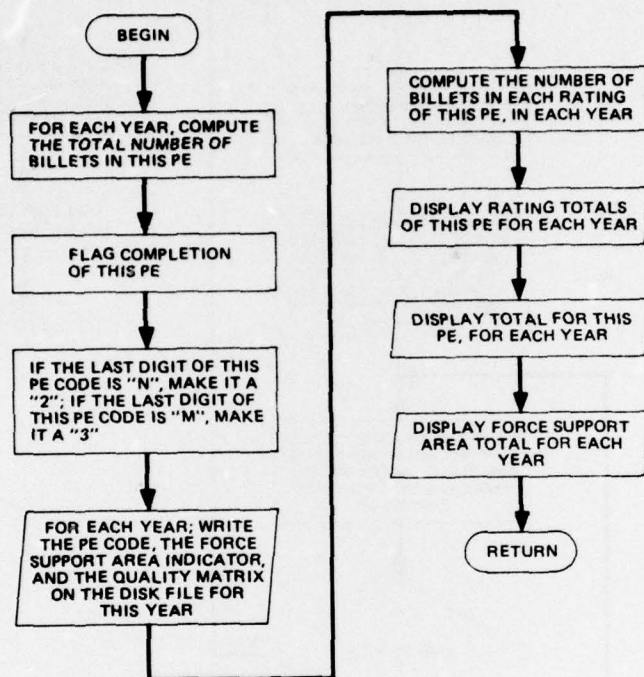 BEGIN
FOR EACH YEAR, COMPUTE
THE TOTAL NUMBER OF
BILLETS IN THIS PE
FLAG COMPLETION
OF THIS PE
IF THE LAST DIGIT OF THIS
PE CODE IS "N", MAKE IT A
"2"; IF THE LAST DIGIT OF
THIS PE CODE IS "M", MAKE
IT A "3"
FOR EACH YEAR; WRITE
THE PE CODE, THE FORCE
SUPPORT AREA INDICATOR,
AND THE QUALITY MATRIX
ON THE DISK FILE FOR
THIS YEAR
COMPUTE THE NUMBER OF
BILLETS IN EACH RATING
OF THIS PE, IN EACH YEAR
DISPLAY RATING TOTALS
OF THIS PE FOR EACH YEAR
DISPLAY TOTAL FOR THIS
PE, FOR EACH YEAR
DISPLAY FORCE SUPPORT
AREA TOTAL FOR EACH
YEAR
RETURN